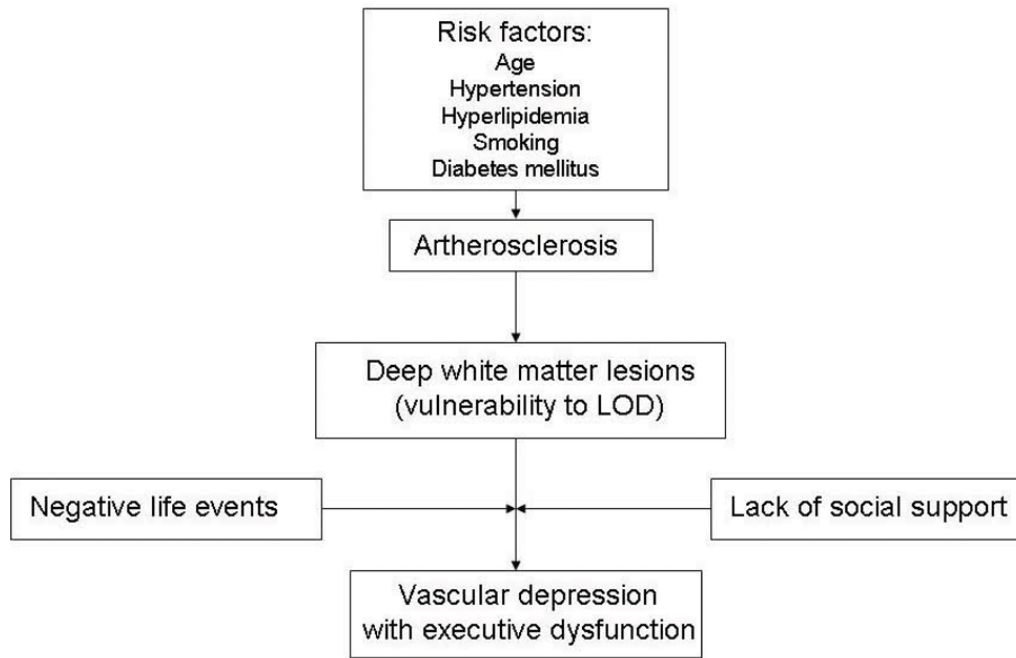 Risk factors:
Age
Hypertension
Hyperlipidemia
Smoking
Diabetes mellitus
Artherosclerosis
Deep white matter lesions
(vulnerability to LOD)
Negative life events
Lack of social support
Vascular depression
with executive dysfunction